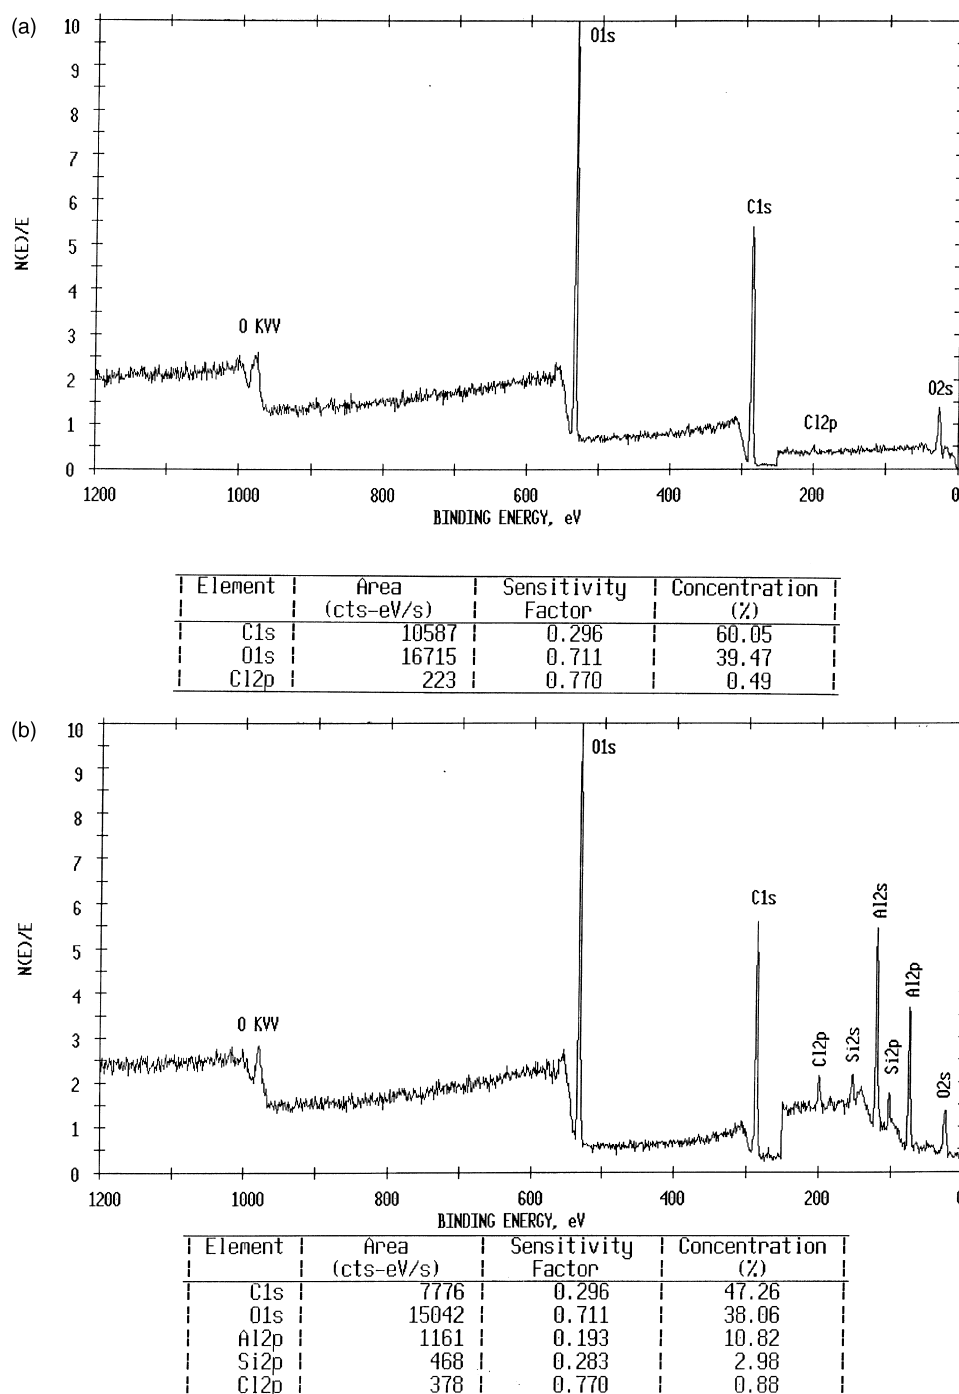 (a)
10
9
8
7
6
5
4
3
2
1
0
N(E)/E
O1s
C1s
O KVV
Cl2p
O2s
1200 1000 800 600 400 200 0
BINDING ENERGY, eV
Element Area (cts-eV/s) Sensitivity Factor Concentration (%)
C1s 10587 0.296 60.05
O1s 16715 0.711 39.47
Cl2p 223 0.770 0.49
(b)
10
9
8
7
6
5
4
3
2
1
0
N(E)/E
O1s
C1s
O KVV
Cl2p
Si2s
Al2s
Si2p
Al2p
O2s
1200 1000 800 600 400 200 0
BINDING ENERGY, eV
Element Area (cts-eV/s) Sensitivity Factor Concentration (%)
C1s 7776 0.296 47.26
O1s 15042 0.711 38.06
Al2p 1161 0.193 10.82
Si2p 468 0.283 2.98
Cl2p 378 0.770 0.88